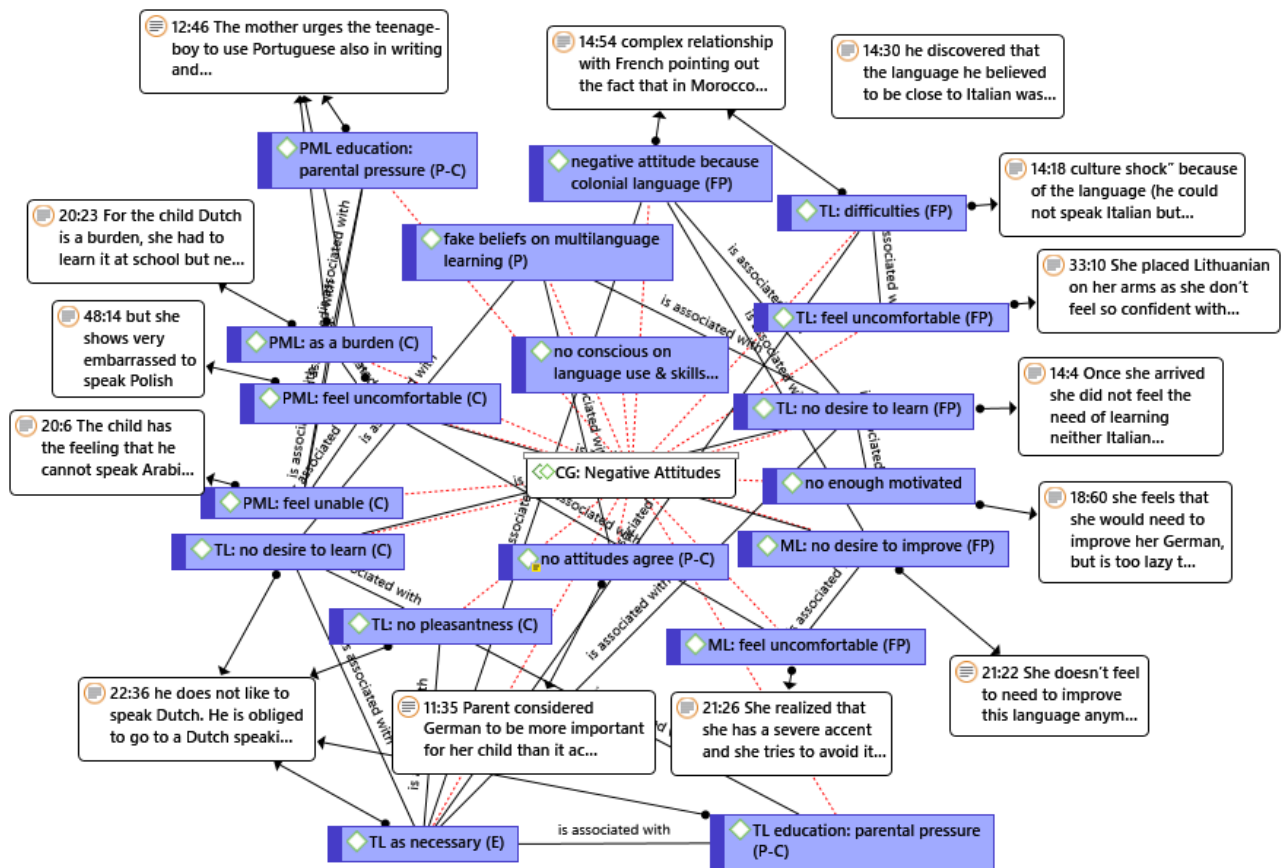 12:46 The mother urges the teenage-
boy to use Portuguese also in writing
and...
14:54 complex relationship
with French pointing out
the fact that in Morocco...
14:30 he discovered that
the language he believed
to be close to Italian was...
PML education:
parental pressure (P-C)
negative attitude because
colonial language (FP)
14:18 culture shock” because
of the language (he could
not speak Italian but...
TL: difficulties (FP)
20:23 For the child Dutch
is a burden, she had to
learn it at school but ne...
fake beliefs on multilanguage
learning (P)
33:10 She placed Lithuanian
on her arms as she don’t
feel so confident with...
is associated with
TL: feel uncomfortable (FP)
48:14 but she
shows very
embarrassed to
speak Polish
PML: as a burden (C)
no conscious on
language use & skills...
14:4 Once she arrived
she did not feel the
need of learning
neither Italian...
PML: feel uncomfortable (C)
TL: no desire to learn (FP)
20:6 The child has
the feeling that he
cannot speak Arabi...
CG: Negative Attitudes
no enough motivated
PML: feel unable (C)
18:60 she feels that
she would need to
improve her German,
but is too lazy t...
TL: no desire to learn (C)
no attitudes agree (P-C)
ML: no desire to improve (FP)
TL: no pleasantness (C)
is associated with
ML: feel uncomfortable (FP)
21:22 She doesn’t feel
to need to improve
this language anym...
22:36 he does not like to
speak Dutch. He is obliged
to go to a Dutch speaki...
11:35 Parent considered
German to be more important
for her child than it ac...
21:26 She realized that
she has a severe accent
and she tries to avoid it...
TL as necessary (E)
is associated with
TL education: parental pressure
(P-C)